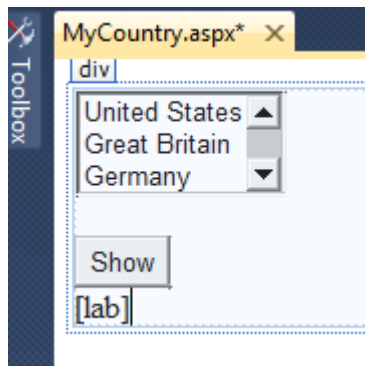 MyCountry.aspx*
Toolbox
div
United States
Great Britain
Germany
Show
[lab]